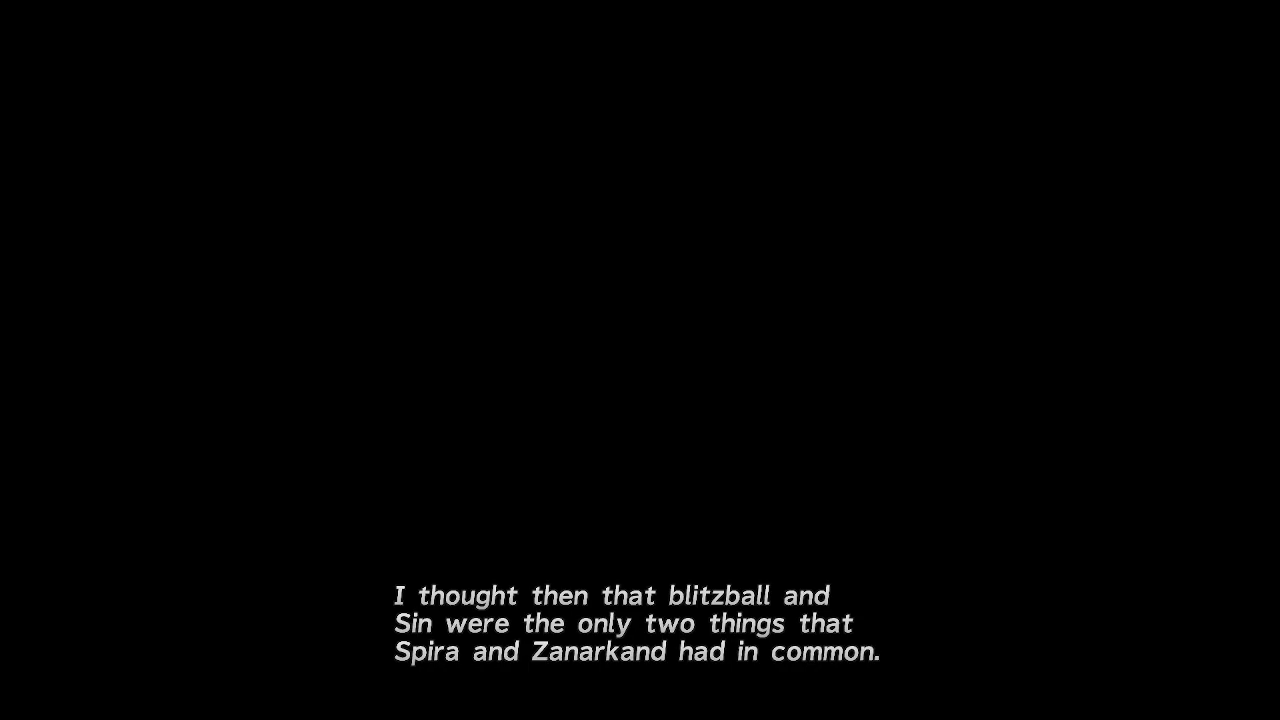 I thought then that blitzball and
Sin were the only two things that
Spira and Zanarkand had in common.